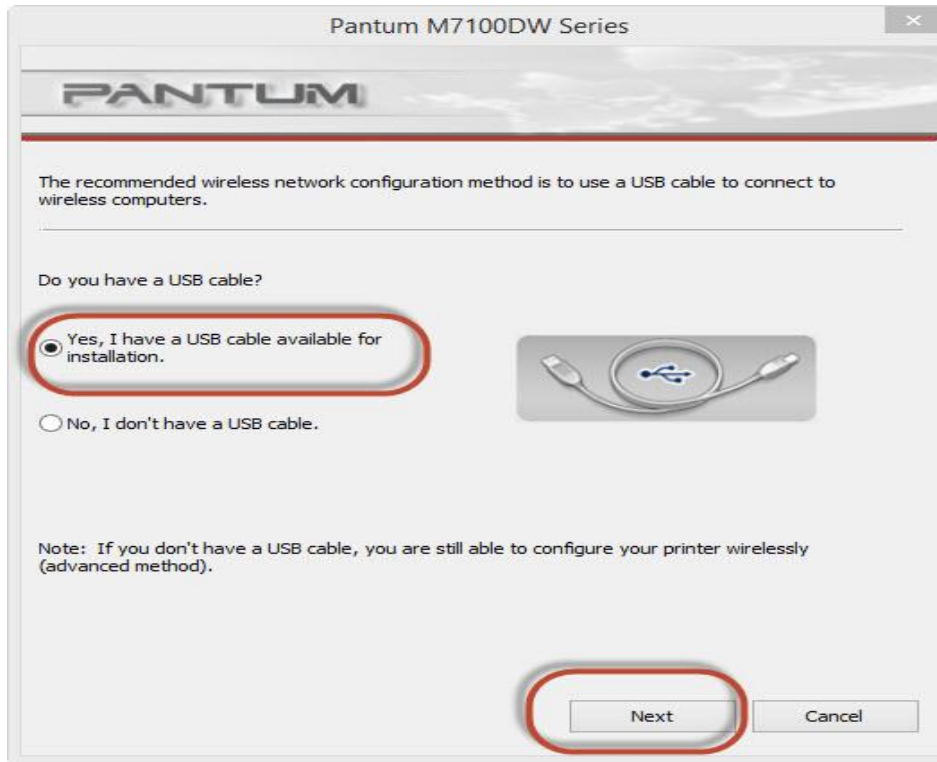 Pantum M7100DW Series
PANTUM
The recommended wireless network configuration method is to use a USB cable to connect to
wireless computers.
Do you have a USB cable?
Yes, I have a USB cable available for
installation.
No, I don't have a USB cable.
Note: If you don't have a USB cable, you are still able to configure your printer wirelessly
(advanced method).
Next
Cancel